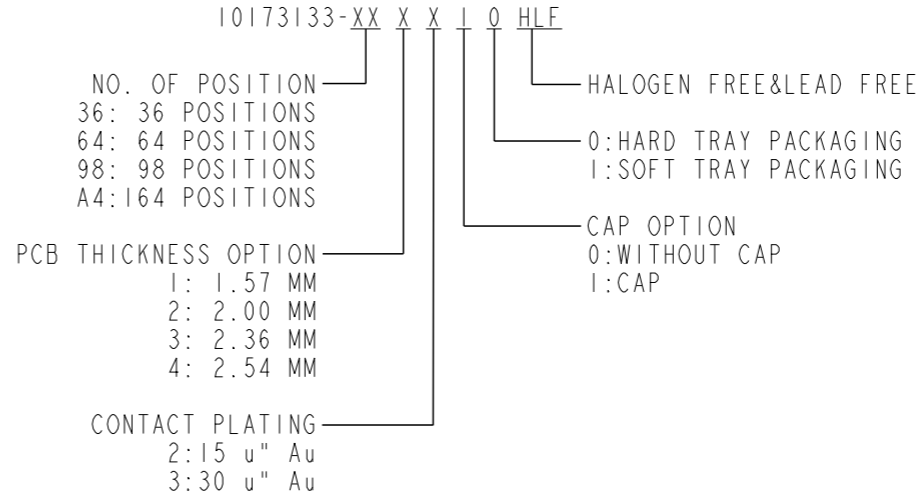 10173133-XX X X 1 0 HLF
NO. OF POSITION
36: 36 POSITIONS
64: 64 POSITIONS
98: 98 POSITIONS
A4:164 POSITIONS
PCB THICKNESS OPTION
1: 1.57 MM
2: 2.00 MM
3: 2.36 MM
4: 2.54 MM
CONTACT PLATING
2:15 u" Au
3:30 u" Au
HALOGEN FREE&LEAD FREE
0:HARD TRAY PACKAGING
1:SOFT TRAY PACKAGING
CAP OPTION
0:WITHOUT CAP
1:CAP